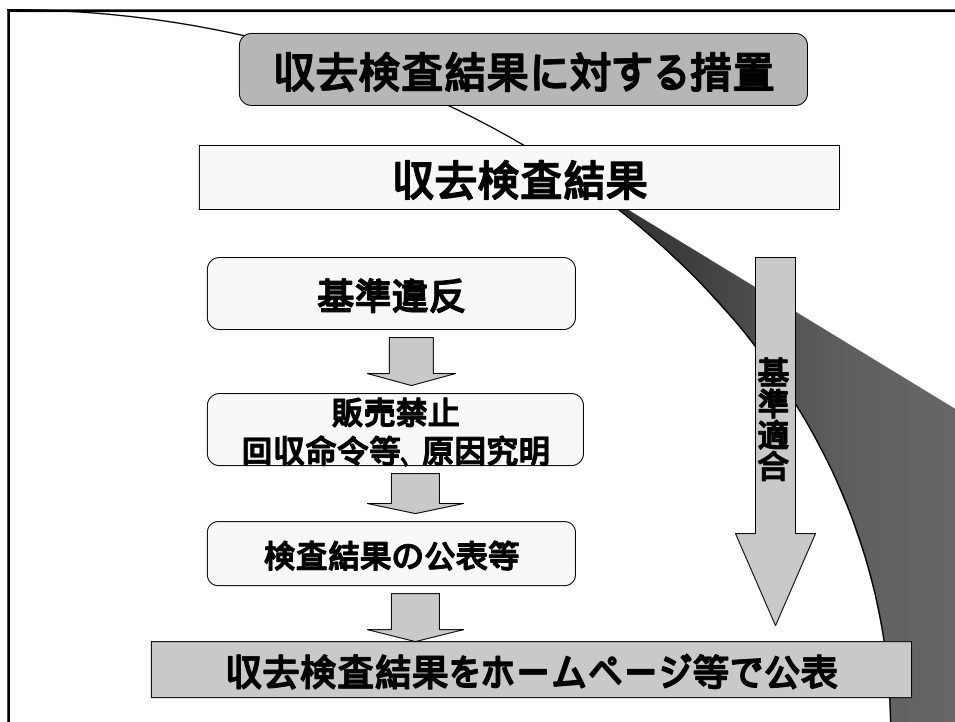 収去検査結果に対する措置
収去検査結果
基準違反
販売禁止
回収命令等、原因究明
検査結果の公表等
基準適合
収去検査結果をホームページ等で公表